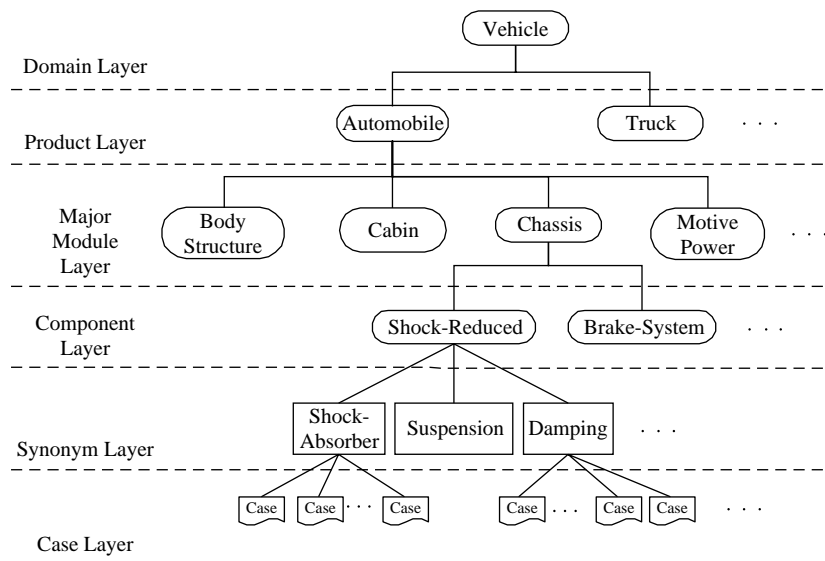 Vehicle
Domain Layer
Automobile
Truck
. . .
Product Layer
Major
Module
Layer
Body
Structure
Cabin
Chassis
Motive
Power
. . .
Component
Layer
Shock-Reduced
Brake-System
. . .
Shock-
Absorber
Suspension
Damping
. . .
Synonym Layer
Case
Case
. . .
Case
Case
. . .
Case
Case
. . .
Case Layer